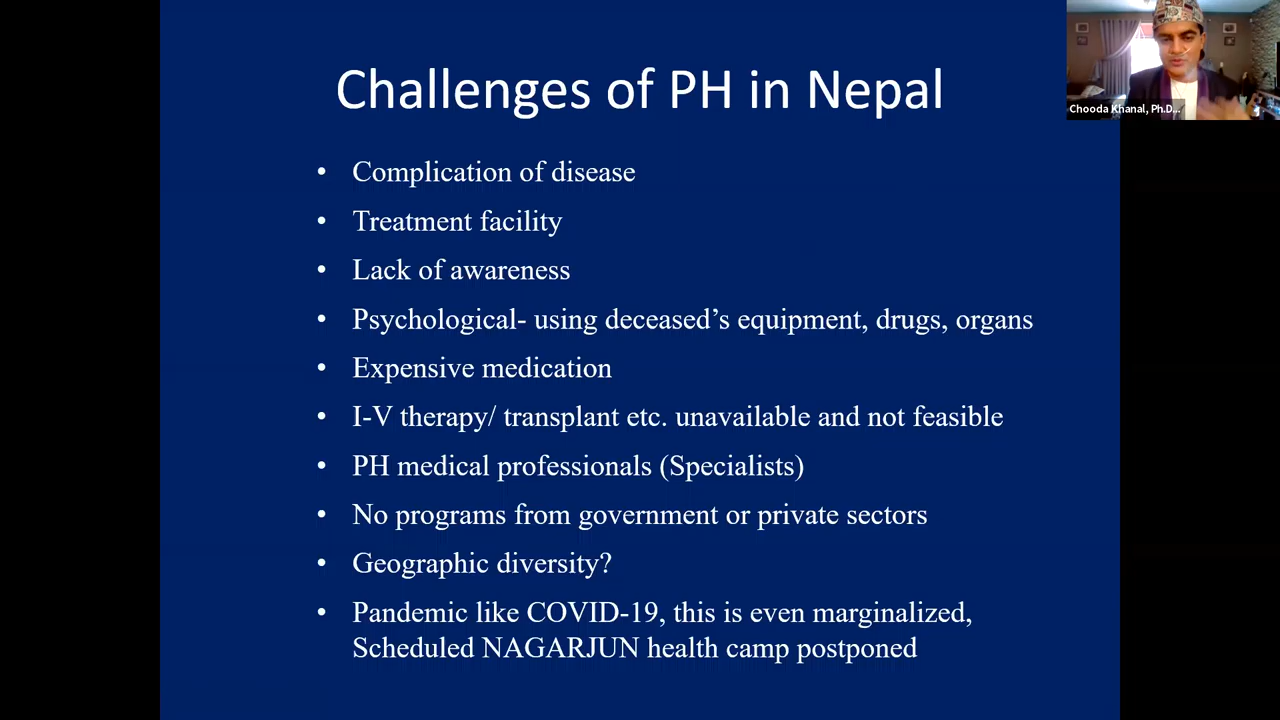 Challenges of PH in Nepal
Chooda Khanal, Ph.D...
• Complication of disease
• Treatment facility
• Lack of awareness
• Psychological- using deceased’s equipment, drugs, organs
• Expensive medication
• I-V therapy/ transplant etc. unavailable and not feasible
• PH medical professionals (Specialists)
• No programs from government or private sectors
• Geographic diversity?
• Pandemic like COVID-19, this is even marginalized,
Scheduled NAGARJUN health camp postponed